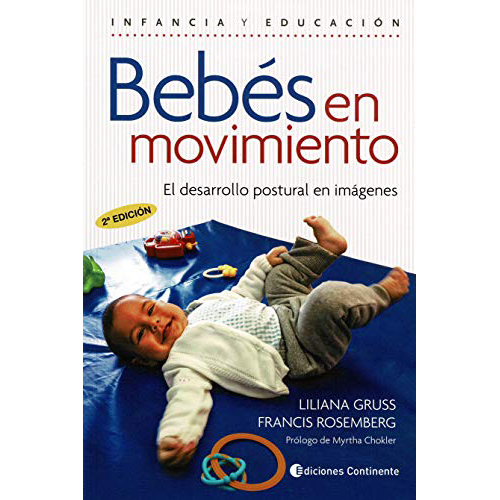 INFANCIA Y EDUCACIÓN
Bebés en
movimiento
El desarrollo postural en imágenes
2ª EDICIÓN
LILIANA GRUSS
FRANCIS ROSEMBERG
Prólogo de Myrtha Chokler
Ediciones Continente